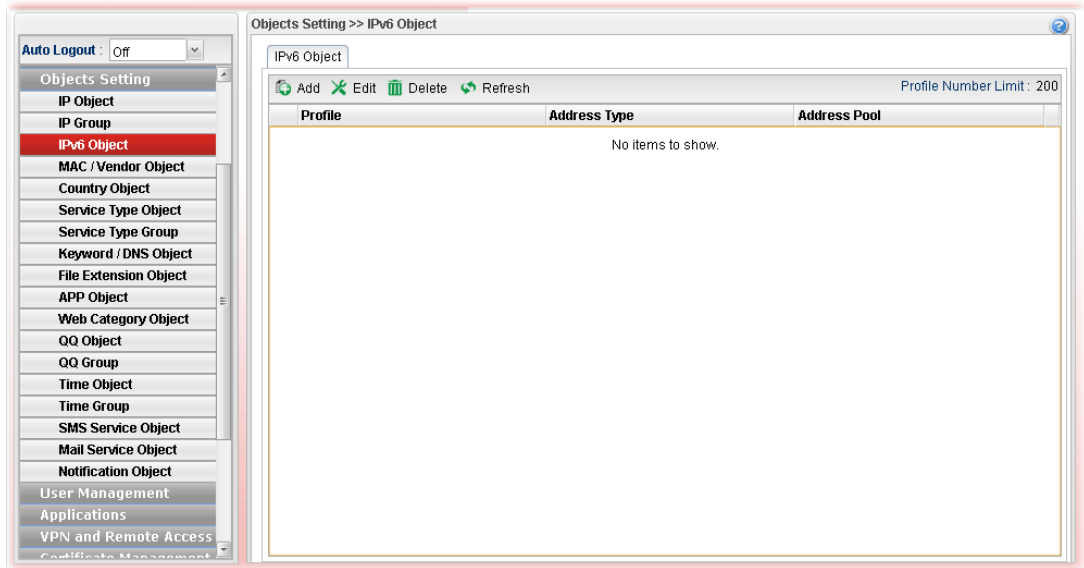 Objects Setting >> IPv6 Object
Auto Logout : Off
Objects Setting
IP Object
IP Group
IPv6 Object
MAC / Vendor Object
Country Object
Service Type Object
Service Type Group
Keyword / DNS Object
File Extension Object
APP Object
Web Category Object
QQ Object
QQ Group
Time Object
Time Group
SMS Service Object
Mail Service Object
Notification Object
User Management
Applications
VPN and Remote Access
Certificate Management
IPv6 Object
Add Edit Delete Refresh Profile Number Limit : 200
Profile Address Type Address Pool
No items to show.